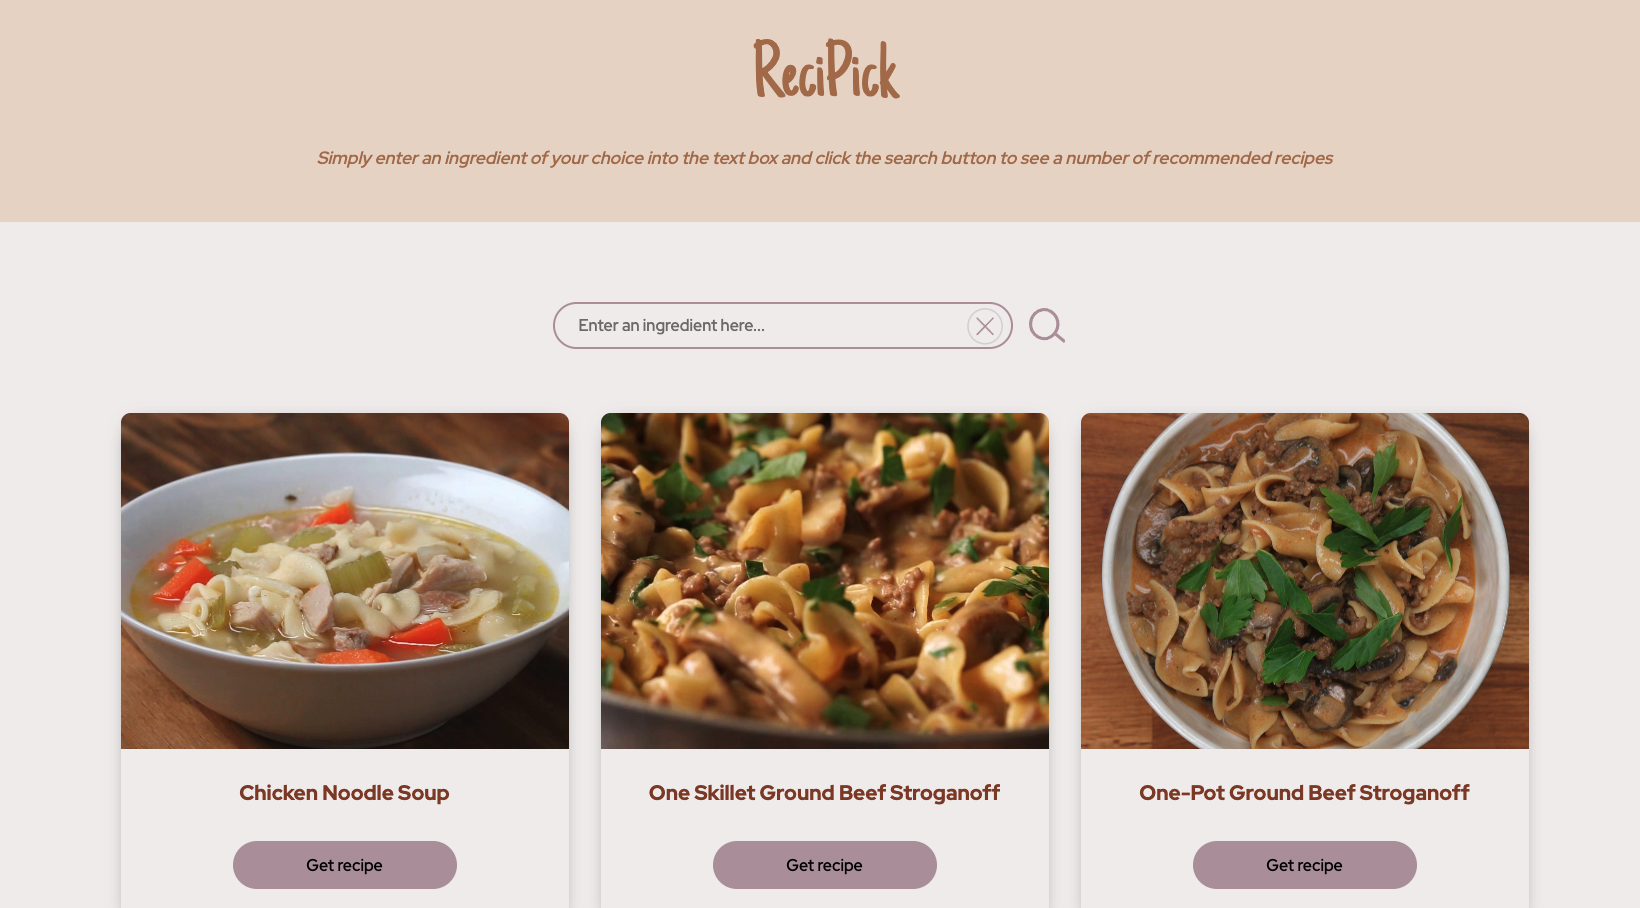 ReciPick
Simply enter an ingredient of your choice into the text box and click the search button to see a number of recommended recipes
Enter an ingredient here...
Chicken Noodle Soup
One Skillet Ground Beef Stroganoff
One-Pot Ground Beef Stroganoff
Get recipe
Get recipe
Get recipe